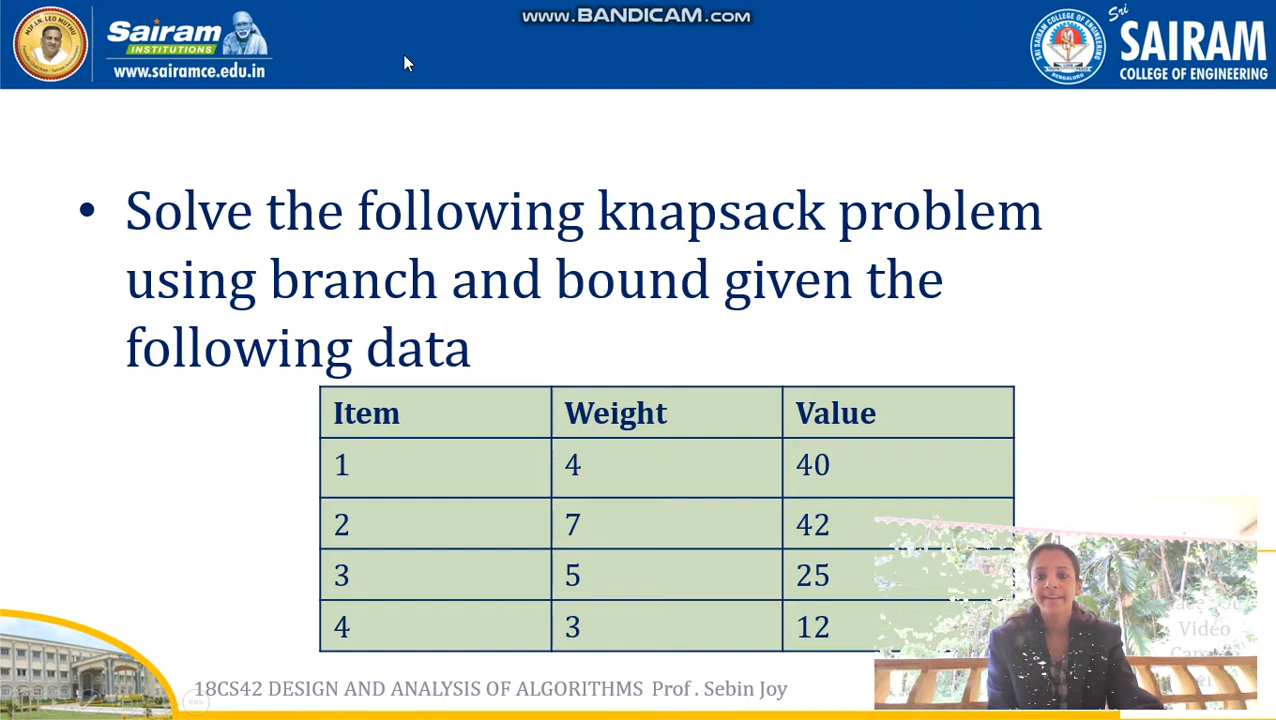 www.BANDICAM.com
Sairam
INSTITUTIONS
www.sairamce.edu.in
Sri
SAIRAM
COLLEGE OF ENGINEERING
• Solve the following knapsack problem
using branch and bound given the
following data
Item Weight Value
1 4 40
2 7 42
3 5 25
4 3 12
Video
18CS42 DESIGN AND ANALYSIS OF ALGORITHMS Prof . Sebin Joy